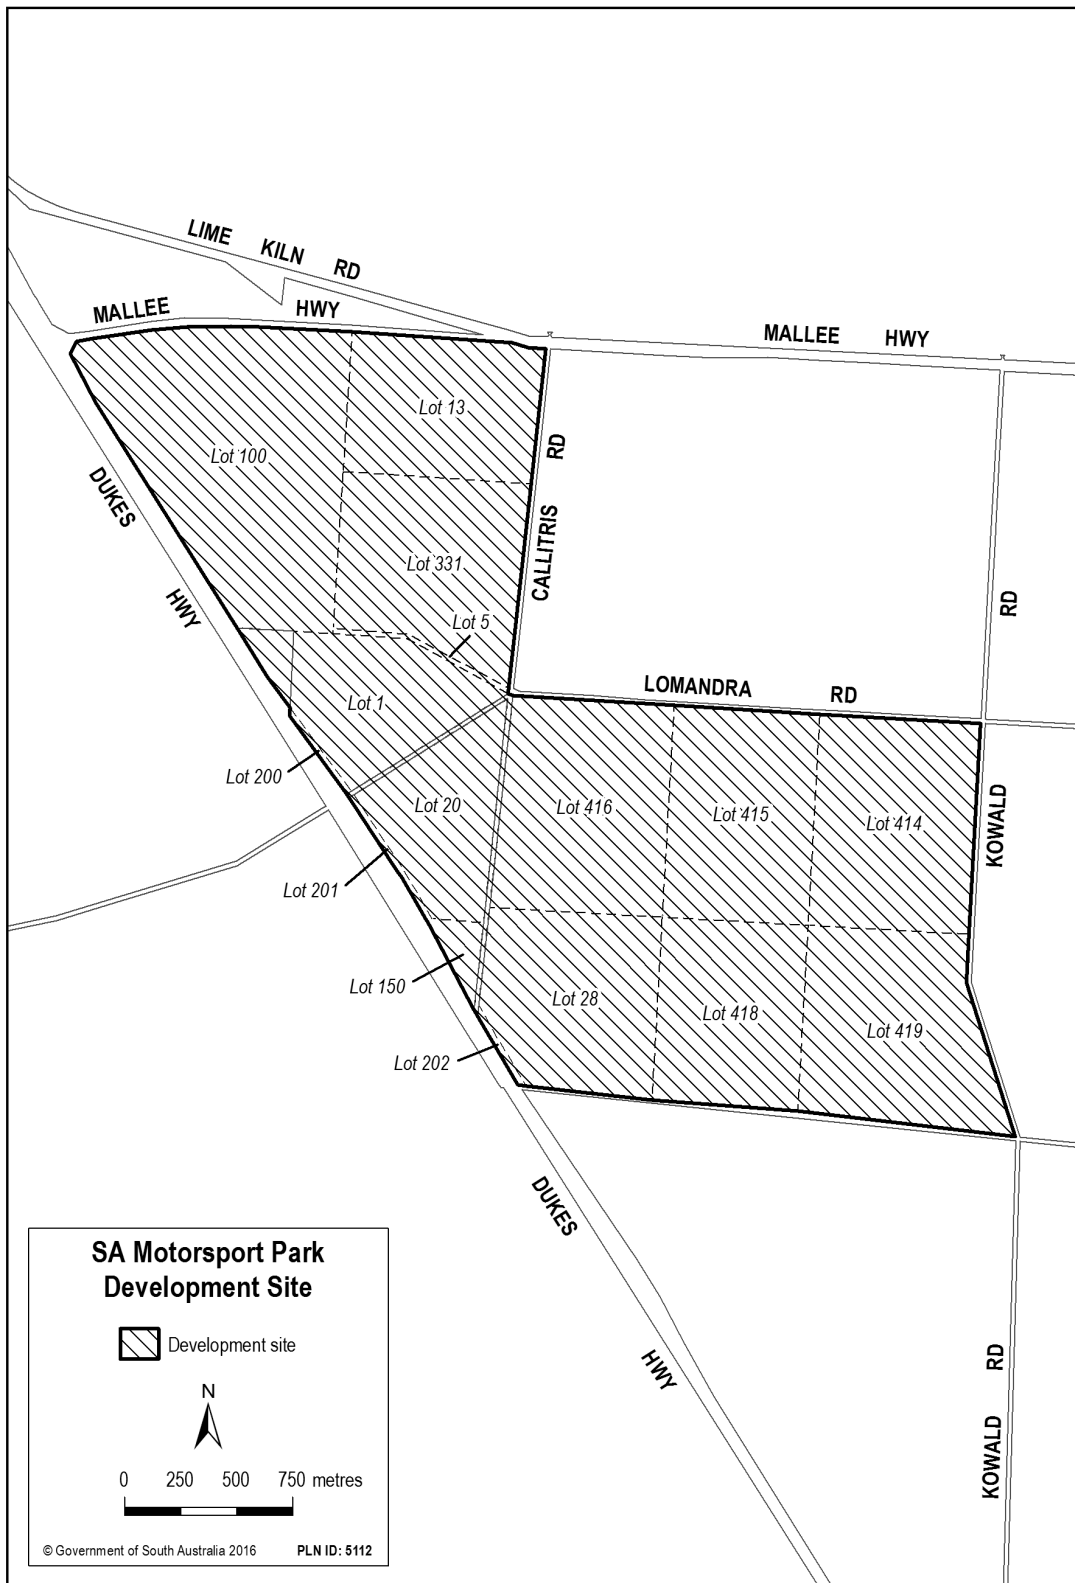 LIME KILN RD
MALLEE HWY
MALLEE HWY
Lot 13
RD
Lot 100
DUKES
CALLITRIS
Lot 331
HWY
RD
Lot 5
LOMANDRA RD
Lot 1
Lot 200
Lot 20
Lot 416
Lot 415
Lot 414
KOWALD
Lot 201
Lot 150
Lot 28
Lot 418
Lot 419
Lot 202
DUKES
HWY
RD
KOWALD
SA Motorsport Park
Development Site
Development site
N
0 250 500 750 metres
© Government of South Australia 2016 PLN ID: 5112